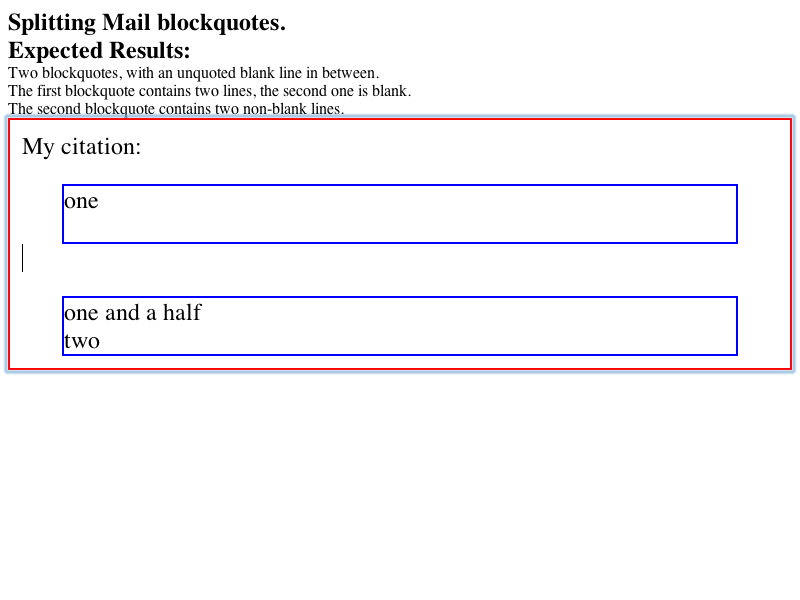 Splitting Mail blockquotes.
Expected Results:
Two blockquotes, with an unquoted blank line in between.
The first blockquote contains two lines, the second one is blank.
The second blockquote contains two non-blank lines.
My citation:
one
one and a half
two